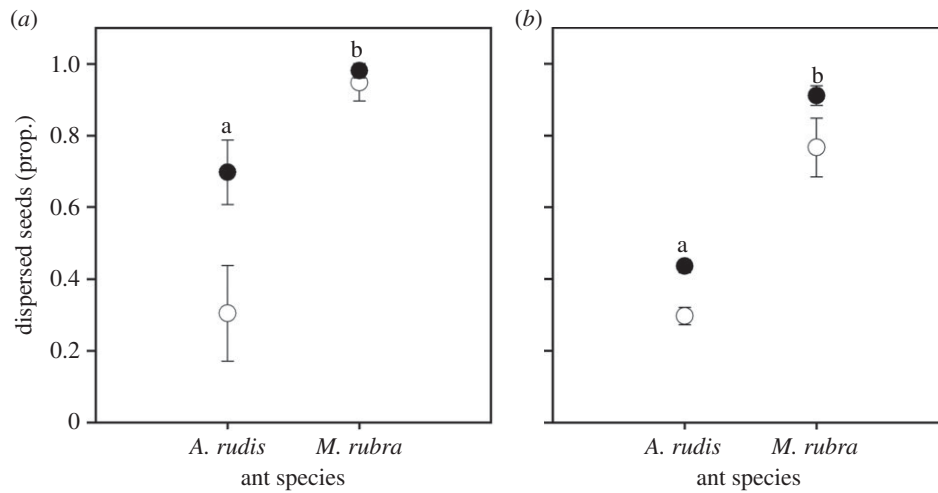 (a)
(b)
dispersed seeds (prop.)
1.0
0.8
0.6
0.4
0.2
0
a
b
a
b
A. rudis M. rubra
ant species
A. rudis M. rubra
ant species